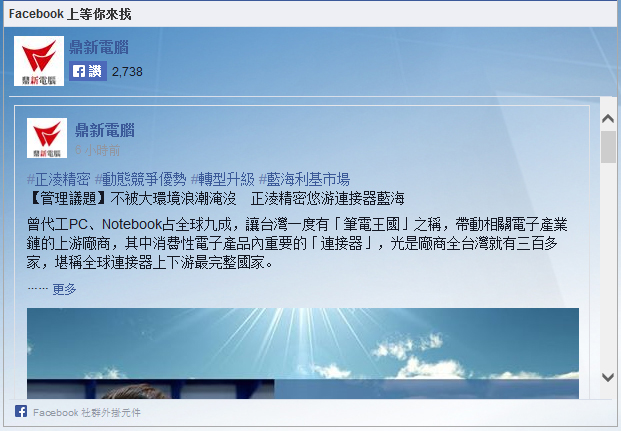 Facebook 上等你來找
鼎新電腦
讚 2,738
鼎新電腦
鼎新電腦
鼎新電腦
6 小時前
#正淩精密 #動態競爭優勢 #轉型升級 #藍海利基市場
【管理議題】不被大環境浪潮淹沒　正淩精密悠游連接器藍海
曾代工PC、Notebook占全球九成，讓台灣一度有「筆電王國」之稱，帶動相關電子產業
鏈的上游廠商，其中消費性電子產品內重要的「連接器」，光是廠商全台灣就有三百多
家，堪稱全球連接器上下游最完整國家。
…… 更多
Facebook 社群外掛元件